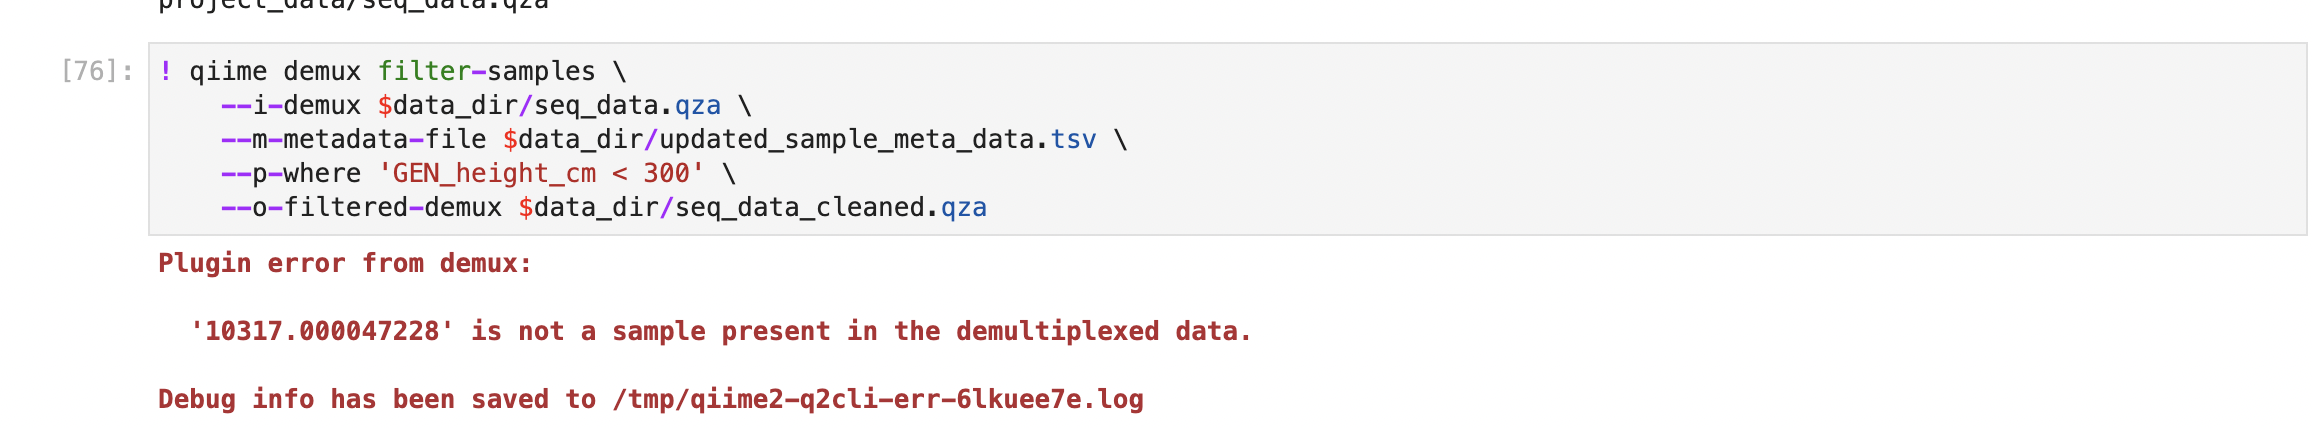 project_data/seq_data.qza
[76]: ! qiime demux filter-samples \
--i-demux $data_dir/seq_data.qza \
--m-metadata-file $data_dir/updated_sample_meta_data.tsv \
--p-where 'GEN_height_cm < 300' \
--o-filtered-demux $data_dir/seq_data_cleaned.qza
Plugin error from demux:
'10317.000047228' is not a sample present in the demultiplexed data.
Debug info has been saved to /tmp/qiime2-q2cli-err-6lkuee7e.log